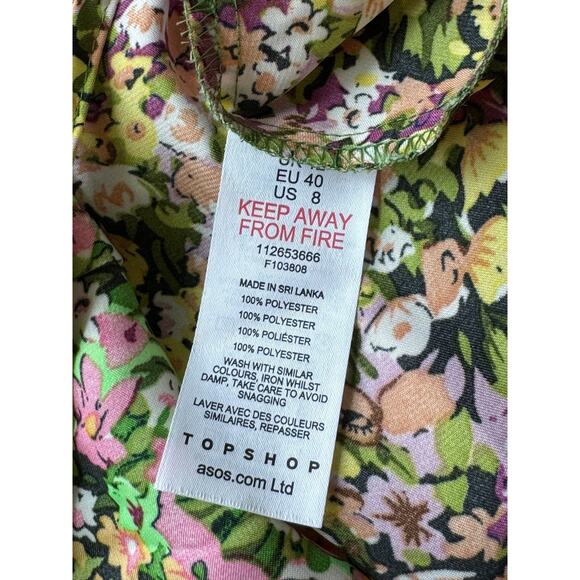 UK
EU 40
US 8
KEEP AWAY
FROM FIRE
112653666
F103808
MADE IN SRI LANKA
100% POLYESTER
100% POLYESTER
100% POLIÉSTER
100% POLYESTER
WASH WITH SIMILAR
COLOURS, IRON WHILST
DAMP, TAKE CARE TO AVOID
SNAGGING
LAVER AVEC DES COULEURS
SIMILAIRES, REPASSER
TOPSHOP
asos.com Ltd